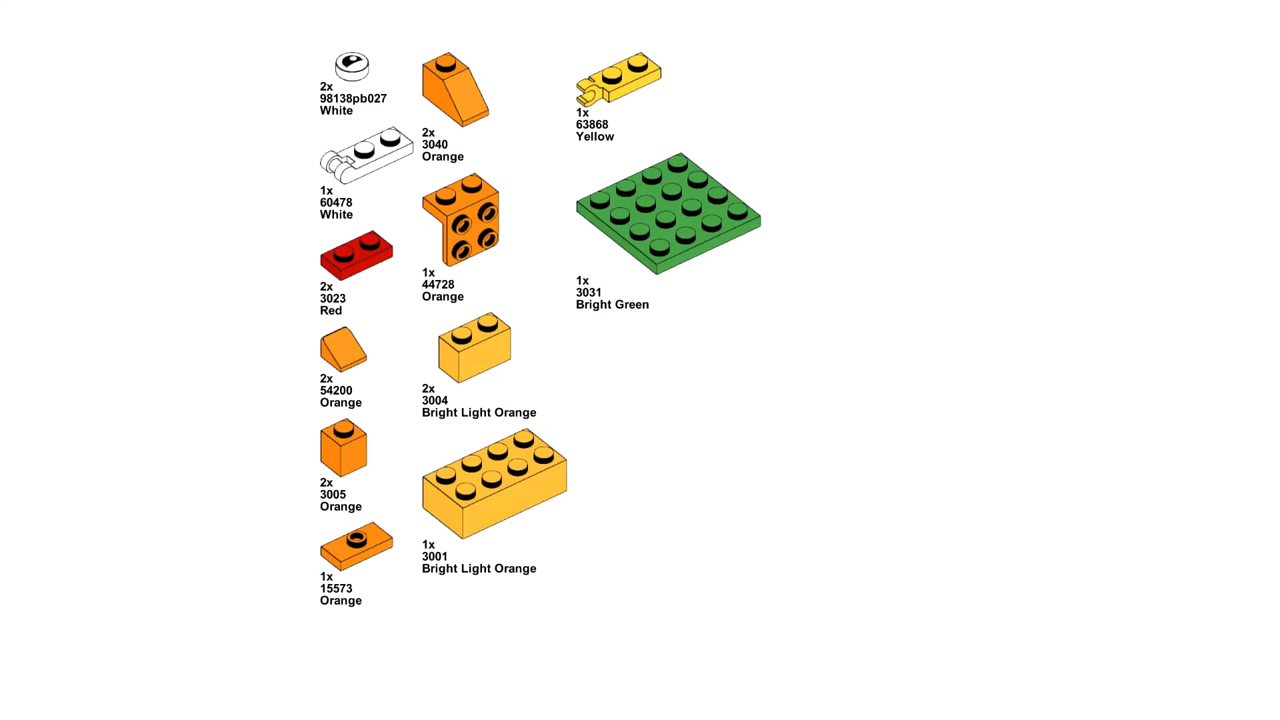 2x
98138pb027
White
1x
60478
White
2x
3023
Red
2x
54200
Orange
2x
3005
Orange
1x
15573
Orange
2x
3040
Orange
1x
44728
Orange
2x
3004
Bright Light Orange
1x
3001
Bright Light Orange
1x
63868
Yellow
1x
3031
Bright Green